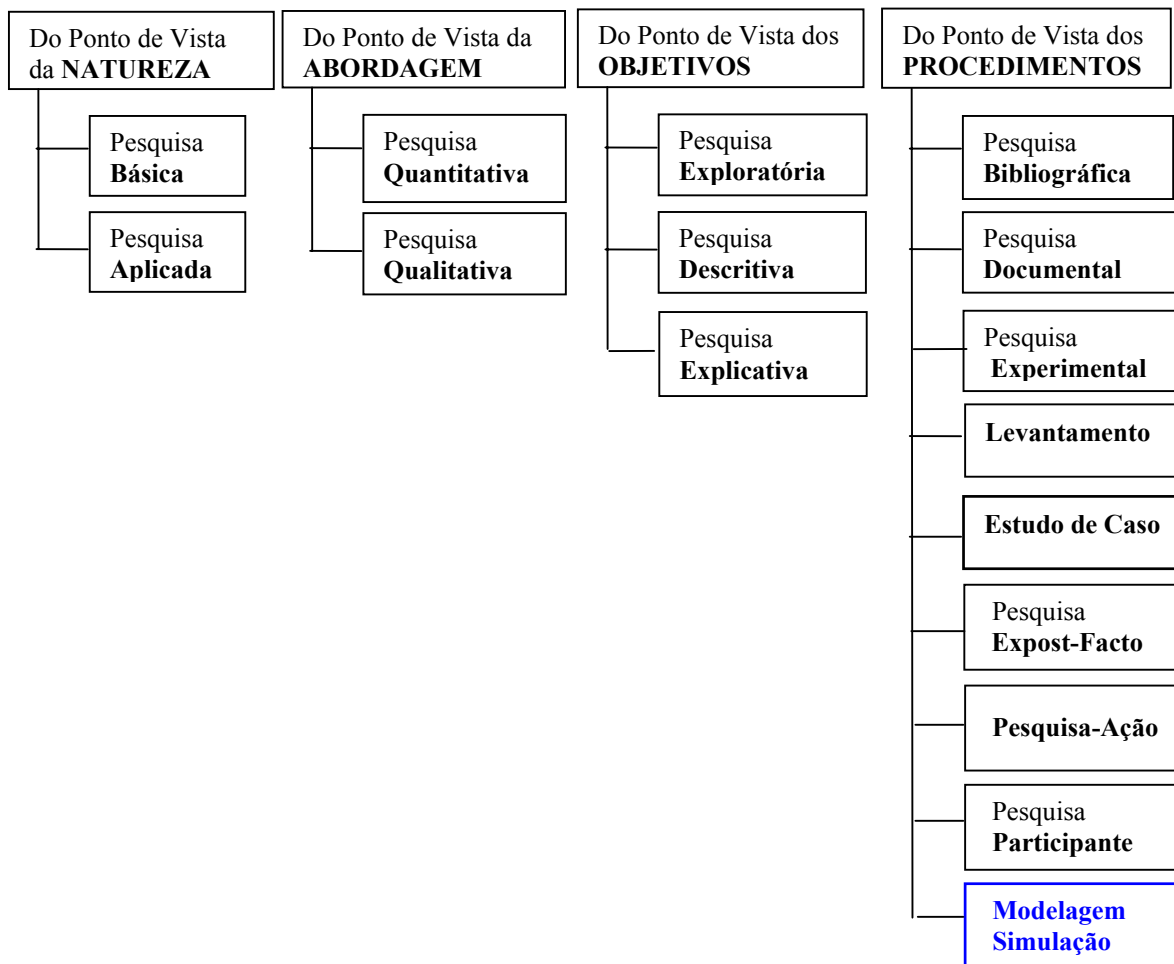 Do Ponto de Vista
da NATUREZA
Pesquisa
Básica
Pesquisa
Aplicada
Do Ponto de Vista da
ABORDAGEM
Pesquisa
Quantitativa
Pesquisa
Qualitativa
Do Ponto de Vista dos
OBJETIVOS
Pesquisa
Exploratória
Pesquisa
Descritiva
Pesquisa
Explicativa
Do Ponto de Vista dos
PROCEDIMENTOS
Pesquisa
Bibliográfica
Pesquisa
Documental
Pesquisa
Experimental
Levantamento
Estudo de Caso
Pesquisa
Expost-Facto
Pesquisa-Ação
Pesquisa
Participante
Modelagem
Simulação